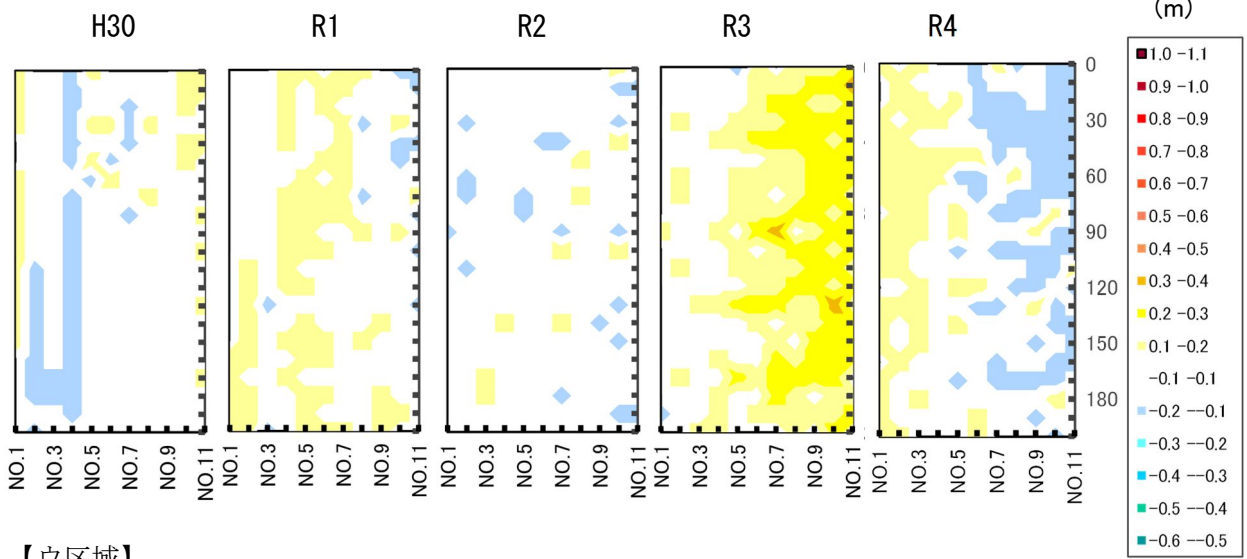 (m)
H30 R1 R2 R3 R4
1.0 -1.1
0.9 -1.0
0.8 -0.9
0.7 -0.8
0.6 -0.7
0.5 -0.6
0.4 -0.5
0.3 -0.4
0.2 -0.3
0.1 -0.2
-0.1 -0.1
-0.2 --0.1
-0.3 --0.2
-0.4 --0.3
-0.5 --0.4
-0.6 --0.5
0
30
60
90
120
150
180
NO.1 NO.3 NO.5 NO.7 NO.9 NO.11
NO.1 NO.3 NO.5 NO.7 NO.9 NO.11
NO.1 NO.3 NO.5 NO.7 NO.9 NO.11
NO.1 NO.3 NO.5 NO.7 NO.9 NO.11
NO.1 NO.3 NO.5 NO.7 NO.9 NO.11
【ウ区域】